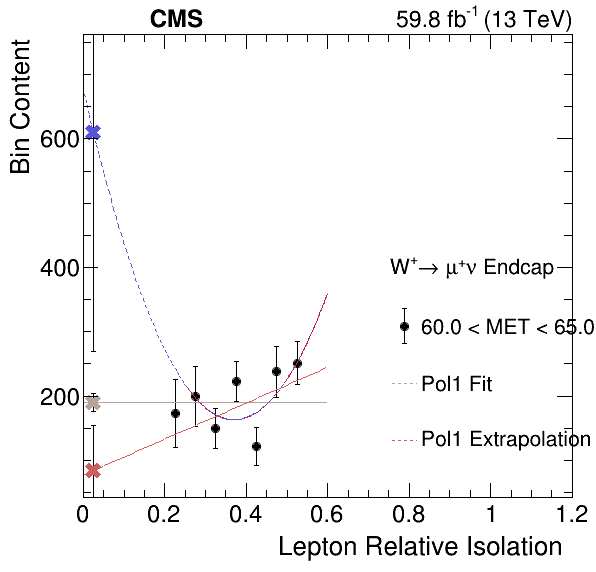 CMS
59.8 fb⁻¹ (13 TeV)
Bin Content
600
400
200
W⁺→ μ⁺ν Endcap
60.0 < MET < 65.0
Pol1 Fit
Pol1 Extrapolation
0 0.2 0.4 0.6 0.8 1 1.2
Lepton Relative Isolation